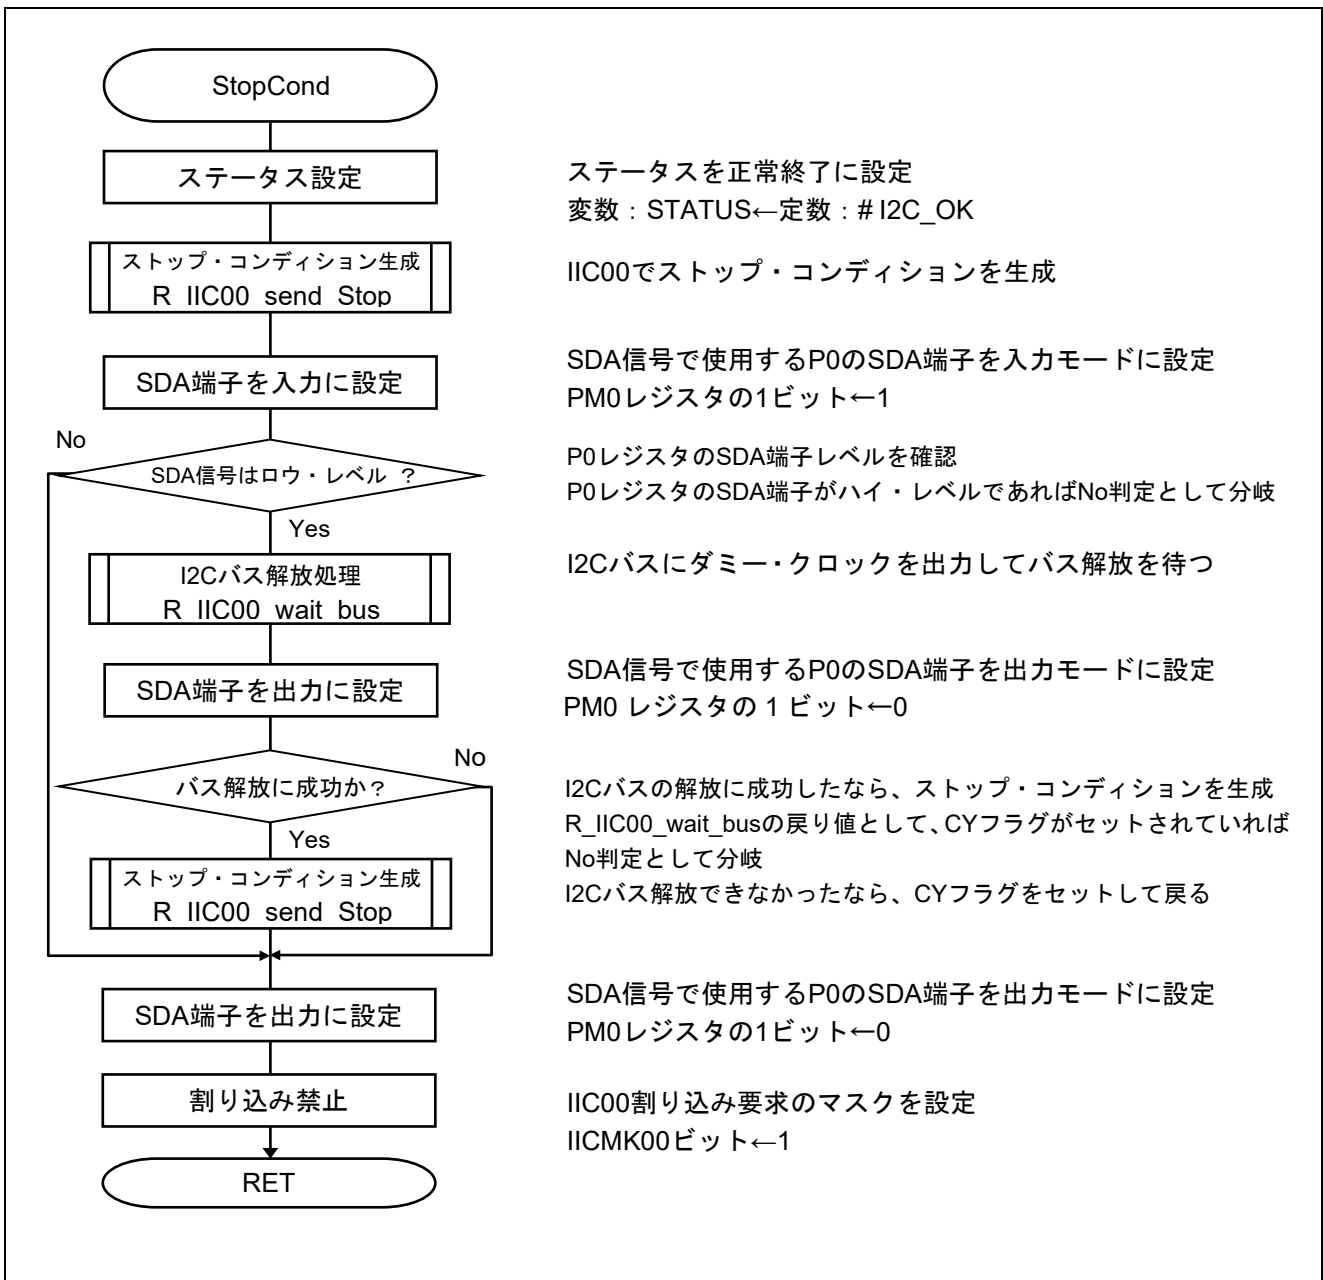 StopCond
ステータス設定
ステータスを正常終了に設定
変数：STATUS←定数：# I2C_OK
ストップ・コンディション生成
R_IIC00_send_Stop
IIC00でストップ・コンディションを生成
SDA端子を入力に設定
SDA信号で使用するP0のSDA端子を入力モードに設定
PM0レジスタの1ビット←1
No
SDA信号はロウ・レベル ？
P0レジスタのSDA端子レベルを確認
P0レジスタのSDA端子がハイ・レベルであればNo判定として分岐
Yes
I2Cバス解放処理
R_IIC00_wait_bus
I2Cバスにダミー・クロックを出力してバス解放を待つ
SDA端子を出力に設定
SDA信号で使用するP0のSDA端子を出力モードに設定
PM0 レジスタの 1 ビット←0
No
バス解放に成功か？
I2Cバスの解放に成功したなら、ストップ・コンディションを生成
R_IIC00_wait_busの戻り値として、CYフラグがセットされていれば
No判定として分岐
I2Cバス解放できなかったなら、CYフラグをセットして戻る
Yes
ストップ・コンディション生成
R_IIC00_send_Stop
SDA端子を出力に設定
SDA信号で使用するP0のSDA端子を出力モードに設定
PM0レジスタの1ビット←0
割り込み禁止
IIC00割り込み要求のマスクを設定
IICMK00ビット←1
RET